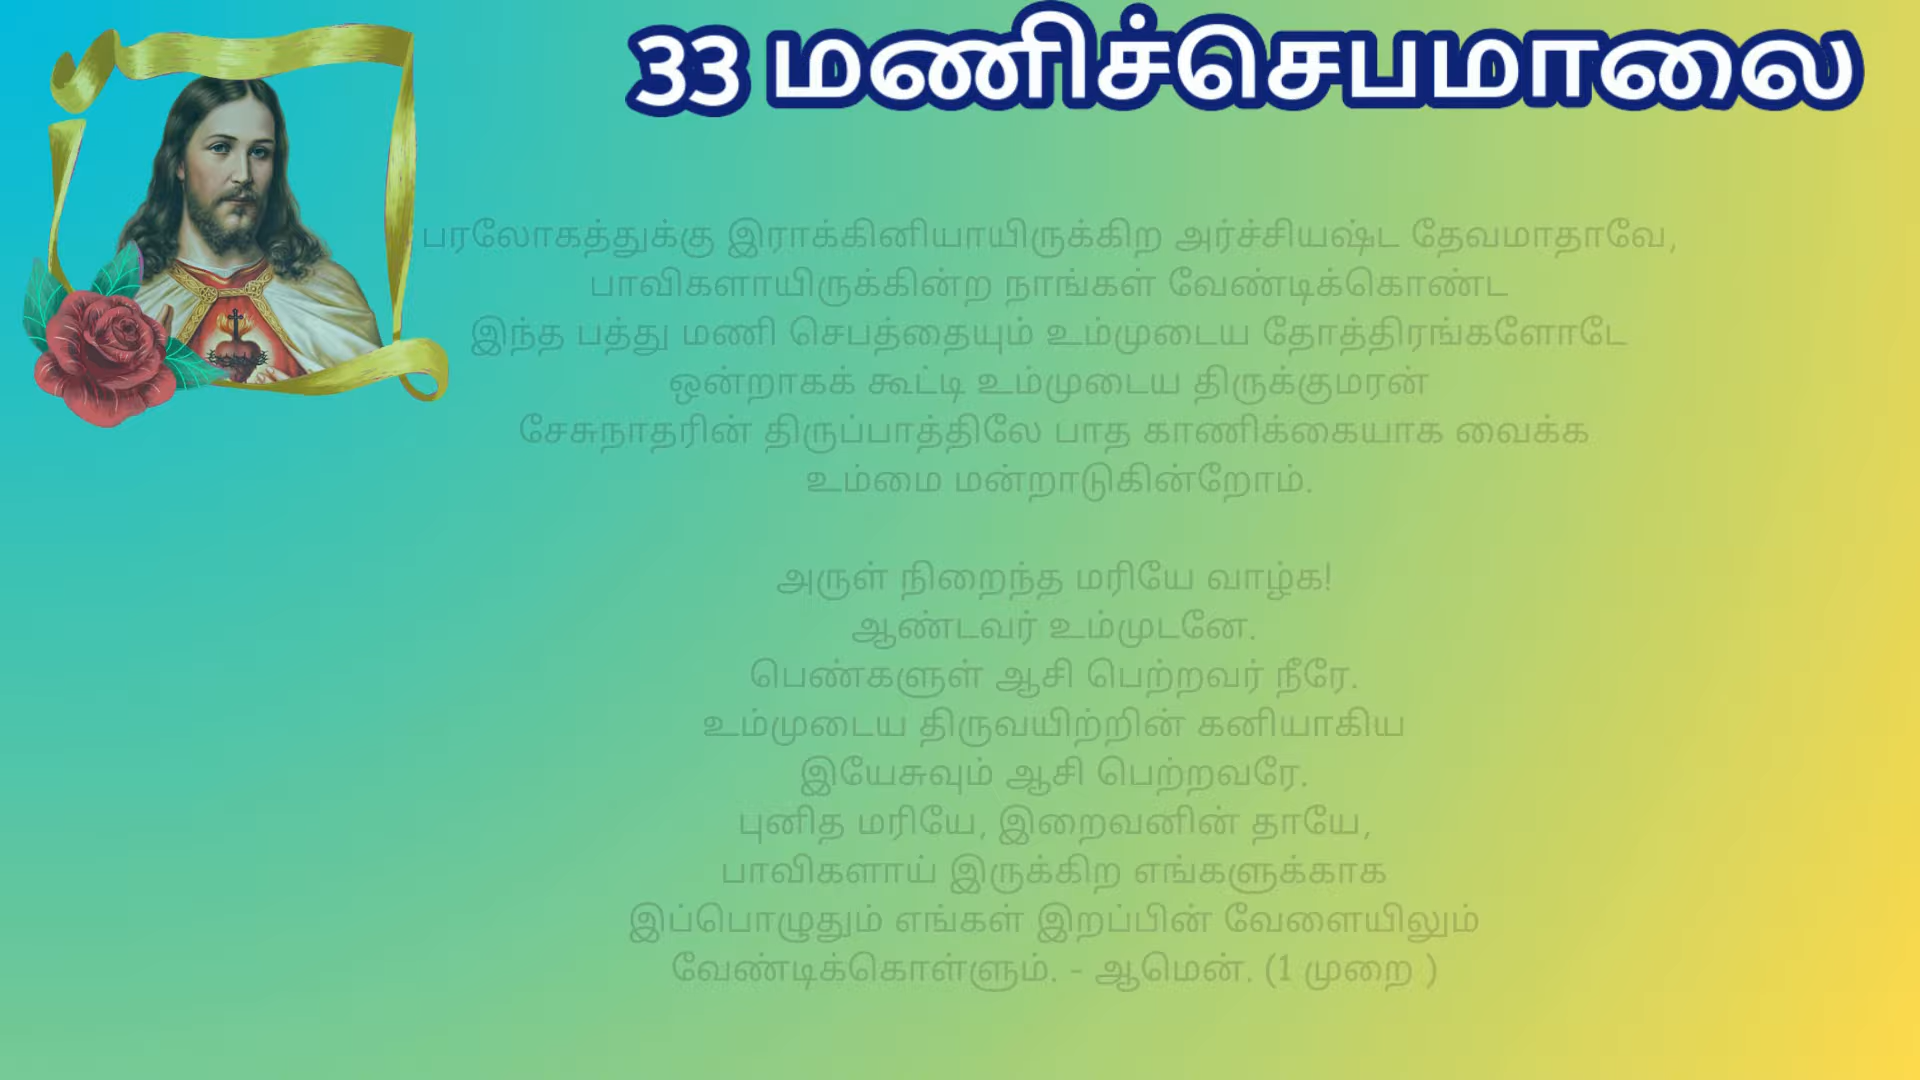 33 மணிச்செபமாலை
பரலோகத்துக்கு இராக்கினியாயிருக்கிற அர்ச்சியஷ்ட தேவமாதாவே,
பாவிகளாயிருக்கின்ற நாங்கள் வேண்டிக்கொண்ட
இந்த பத்து மணி செபத்தையும் உம்முடைய தோத்திரங்களோடே
ஒன்றாகக் கூட்டி உம்முடைய திருக்குமரன்
சேசுநாதரின் திருப்பாத்திலே பாத காணிக்கையாக வைக்க
உம்மை மன்றாடுகின்றோம்.
அருள் நிறைந்த மரியே வாழ்க!
ஆண்டவர் உம்முடனே.
பெண்களுள் ஆசி பெற்றவர் நீரே.
உம்முடைய திருவயிற்றின் கனியாகிய
இயேசுவும் ஆசி பெற்றவரே.
புனித மரியே, இறைவனின் தாயே,
பாவிகளாய் இருக்கிற எங்களுக்காக
இப்பொழுதும் எங்கள் இறப்பின் வேளையிலும்
வேண்டிக்கொள்ளும். - ஆமென். (1 முறை )